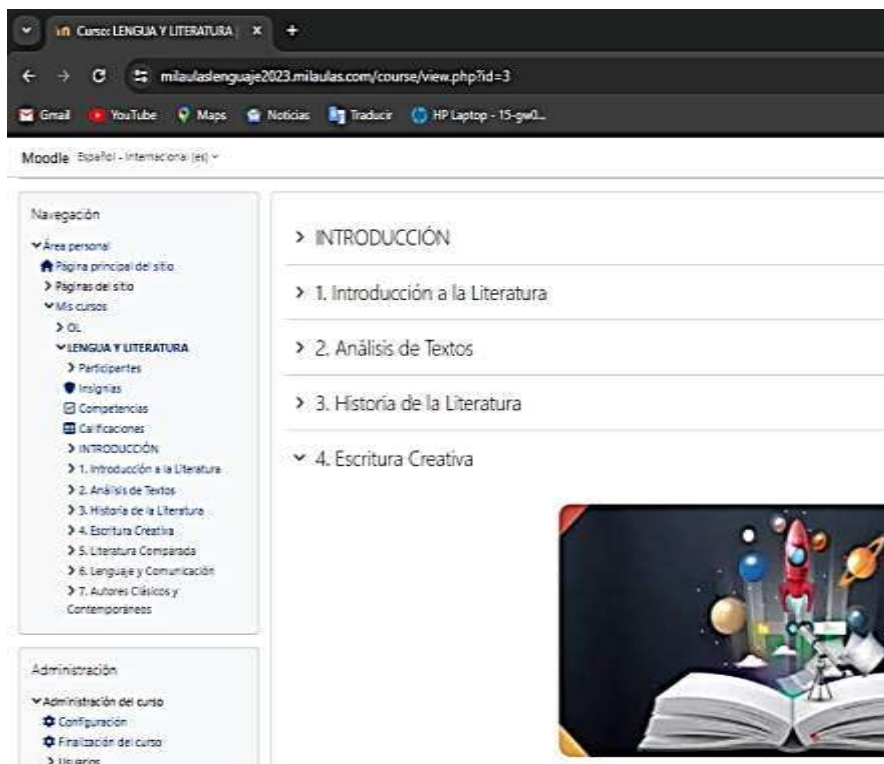 Curso: LENGUA Y LITERATURA |
milaulaslenguaje2023.milaulas.com/course/view.php?id=3
Gmail YouTube Maps Noticias Traducir HP Laptop - 15-gw0...
Moodle Español - Internacional (es)
Navegación
Área personal
Página principal del sitio
Páginas del sitio
Mis cursos
OL
LENGUA Y LITERATURA
Participantes
Insignias
Competencias
Calificaciones
INTRODUCCIÓN
1. Introducción a la Literatura
2. Análisis de Textos
3. Historia de la Literatura
4. Escritura Creativa
5. Literatura Comparada
6. Lenguaje y Comunicación
7. Autores Clásicos y
Contemporáneos
Administración
Administración del curso
Configuración
Finalización del curso
Usuarios
INTRODUCCIÓN
1. Introducción a la Literatura
2. Análisis de Textos
3. Historia de la Literatura
4. Escritura Creativa